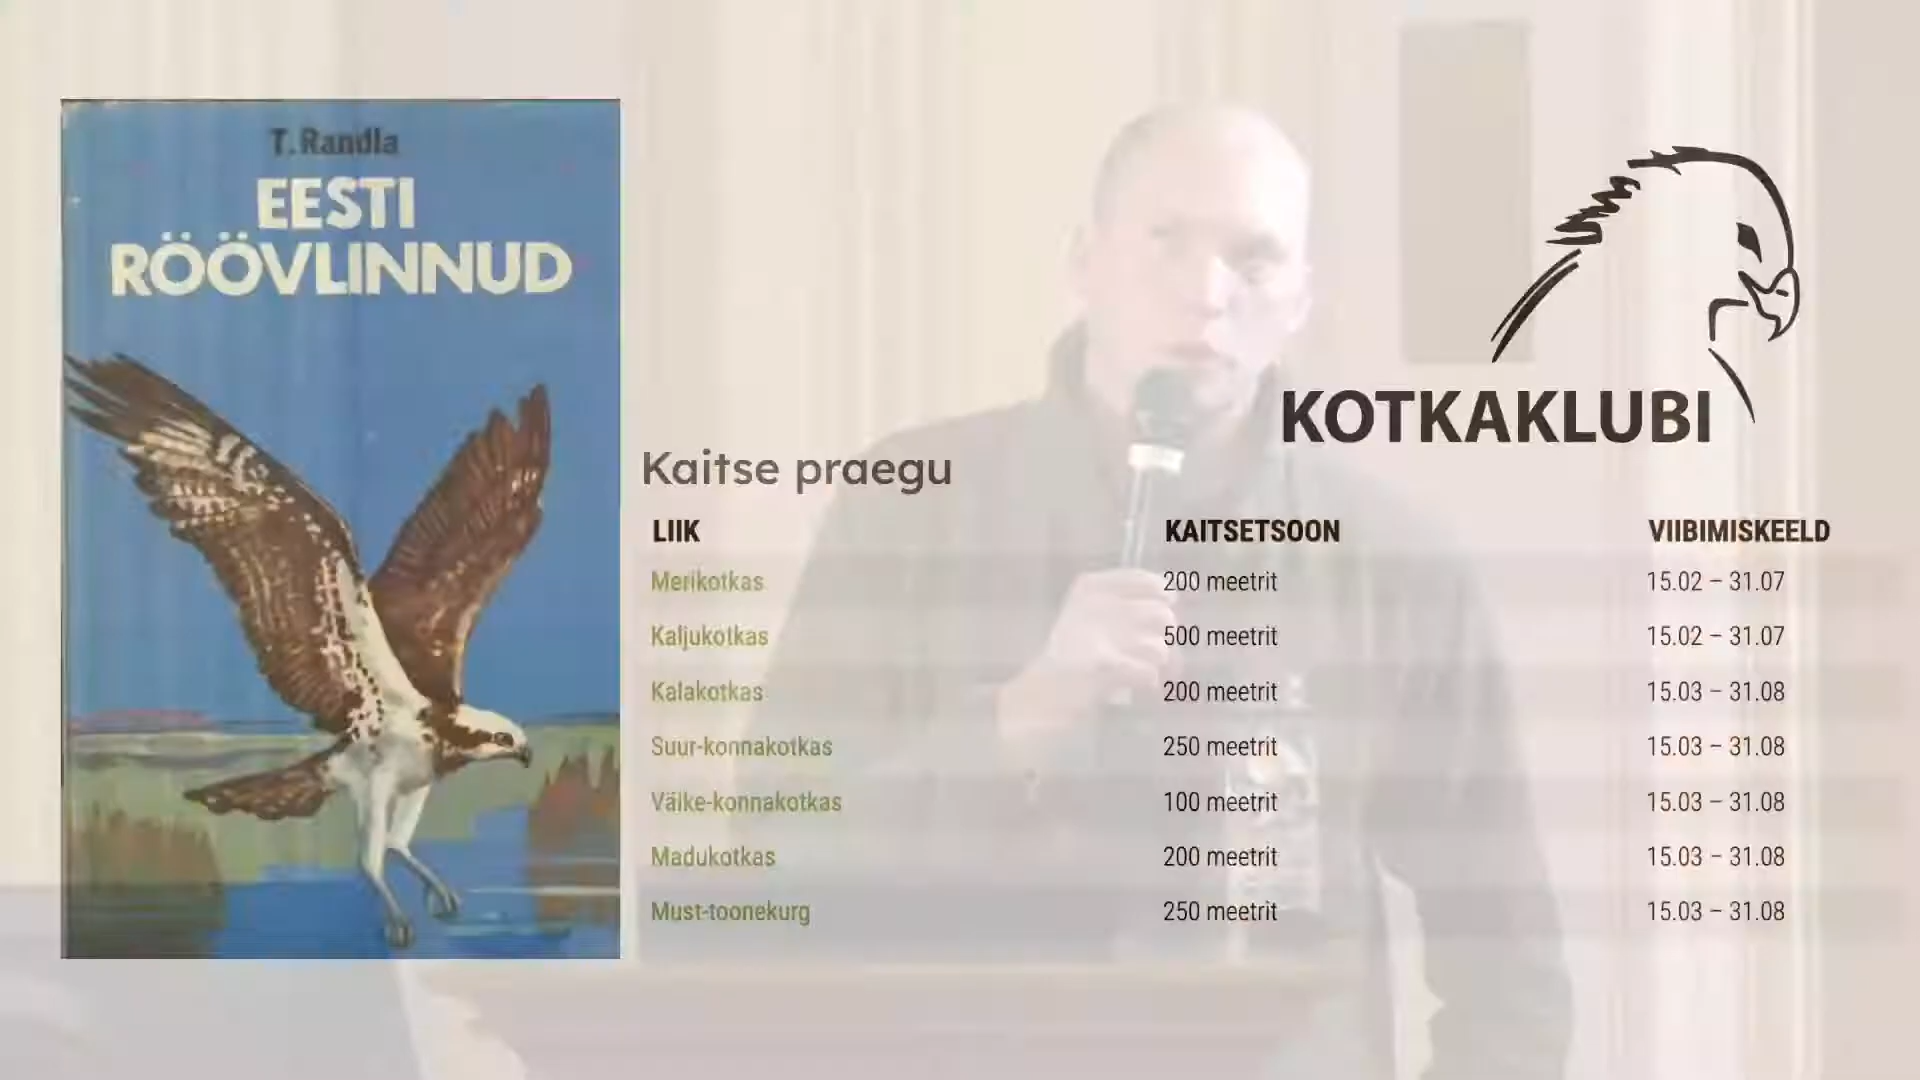 T. Randla
EESTI
RÖÖVLINNUD
KOTKAKLUBI
Kaitse praegu
LIIK KAITSETSOON VIIBIMISKEELD
Merikotkas 200 meetrit 15.02 – 31.07
Kaljukotkas 500 meetrit 15.02 – 31.07
Kalakotkas 200 meetrit 15.03 – 31.08
Suur-konnakotkas 250 meetrit 15.03 – 31.08
Väike-konnakotkas 100 meetrit 15.03 – 31.08
Madukotkas 200 meetrit 15.03 – 31.08
Must-toonekurg 250 meetrit 15.03 – 31.08